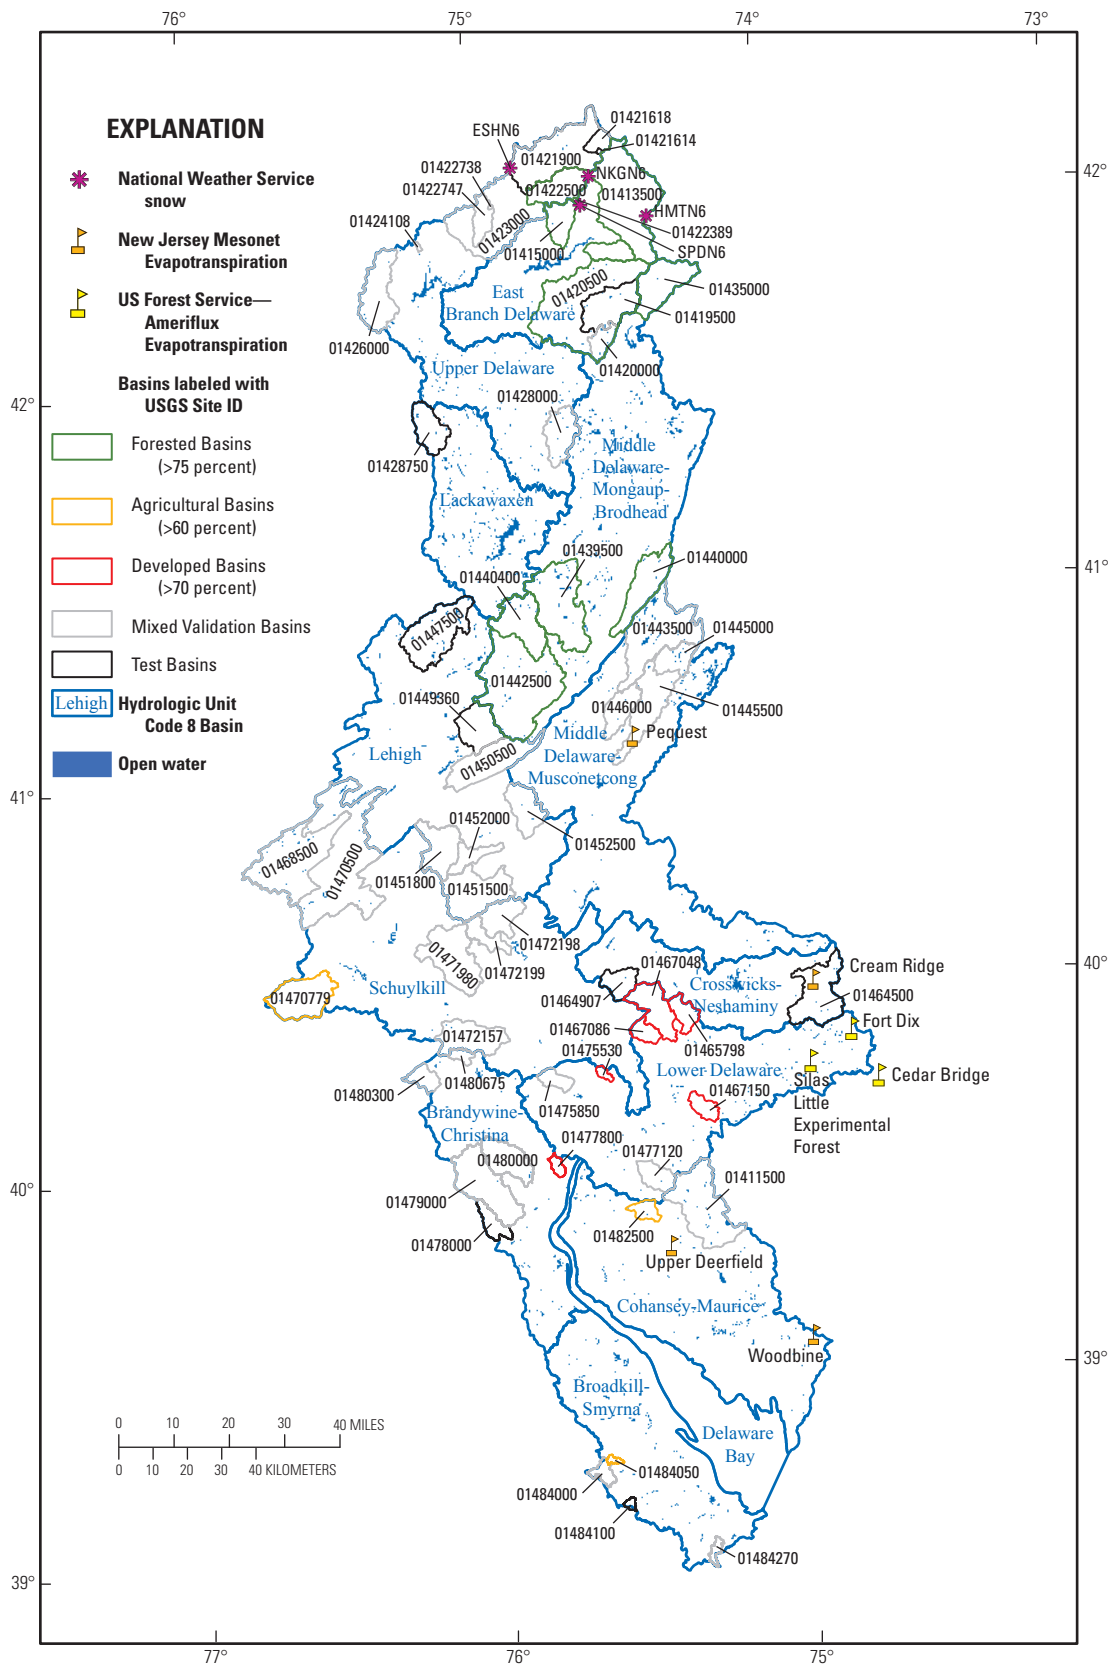 76°
75°
74°
73°
EXPLANATION
National Weather Service
snow
New Jersey Mesonet
Evapotranspiration
US Forest Service—
Ameriflux
Evapotranspiration
Basins labeled with
USGS Site ID
Forested Basins
(>75 percent)
Agricultural Basins
(>60 percent)
Developed Basins
(>70 percent)
Mixed Validation Basins
Test Basins
Lehigh
Hydrologic Unit
Code 8 Basin
Open water
42°
41°
40°
39°
42°
41°
40°
39°
01421618
ESHN6
01421614
01421900
01422738
NKGN6
01422747
01422500
01413500
HMTN6
01424108
01423000
01422389
01415000
SPDN6
01420500
01435000
East
Branch Delaware
01419500
01426000
01420000
Upper Delaware
01428000
Middle
Delaware-
Mongaup-
Brodhead
01428750
Lackawaxen
01439500
01440000
01440400
01447500
01443500
01445000
01442500
01449360
01446000
01445500
Pequest
Middle
Delaware-
Musconetcong
Lehigh
01450500
01452000
01452500
01468500
01470500
01451800
01451500
01472198
01471980
01472199
01467048
Cream Ridge
Crosswicks-
Neshaminy
01464907
01464500
Schuylkill
01470779
Fort Dix
01472157
01467086
01465798
01475530
Lower Delaware
Silas
Little
Experimental
Forest
Cedar Bridge
01480675
01480300
01475850
01467150
Brandywine-
Christina
01477800
01477120
01480000
01411500
01479000
01482500
01478000
Upper Deerfield
Cohansey-Maurice
Woodbine
Broadkill-
Smyrna
Delaware
Bay
0 10 20 30 40 MILES
0 10 20 30 40 KILOMETERS
01484050
01484000
01484100
01484270
77°
76°
75°